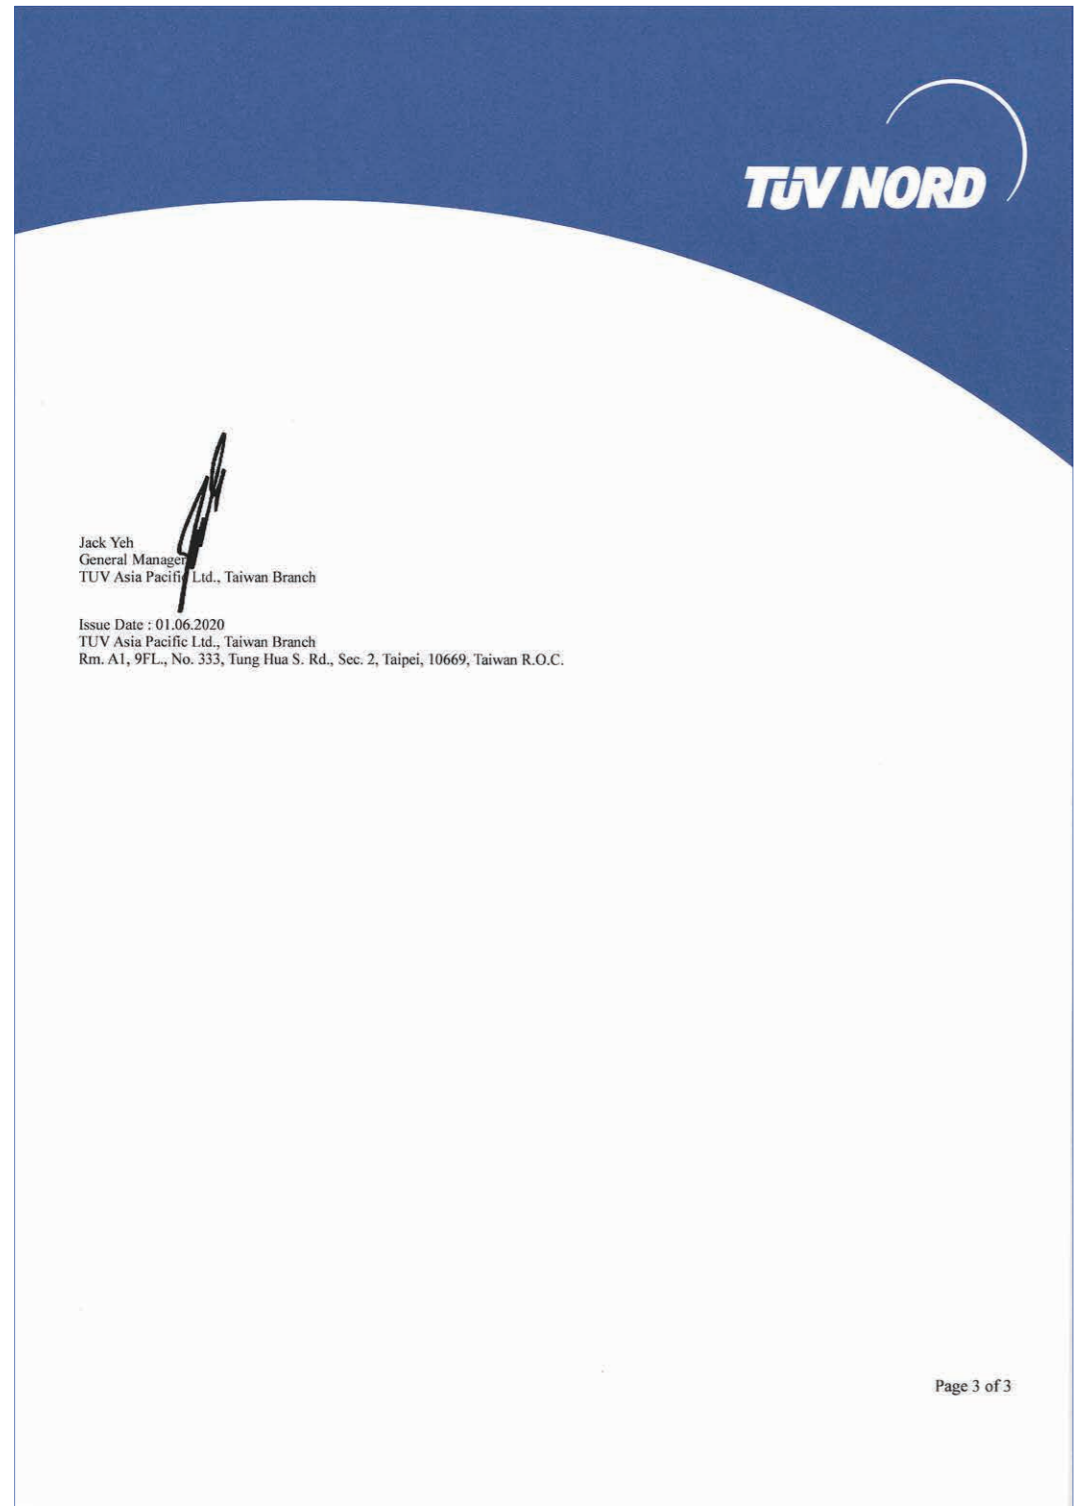 TÜV NORD
Jack Yeh
General Manager
TUV Asia Pacific Ltd., Taiwan Branch
Issue Date : 01.06.2020
TUV Asia Pacific Ltd., Taiwan Branch
Rm. A1, 9FL., No. 333, Tung Hua S. Rd., Sec. 2, Taipei, 10669, Taiwan R.O.C.
Page 3 of 3